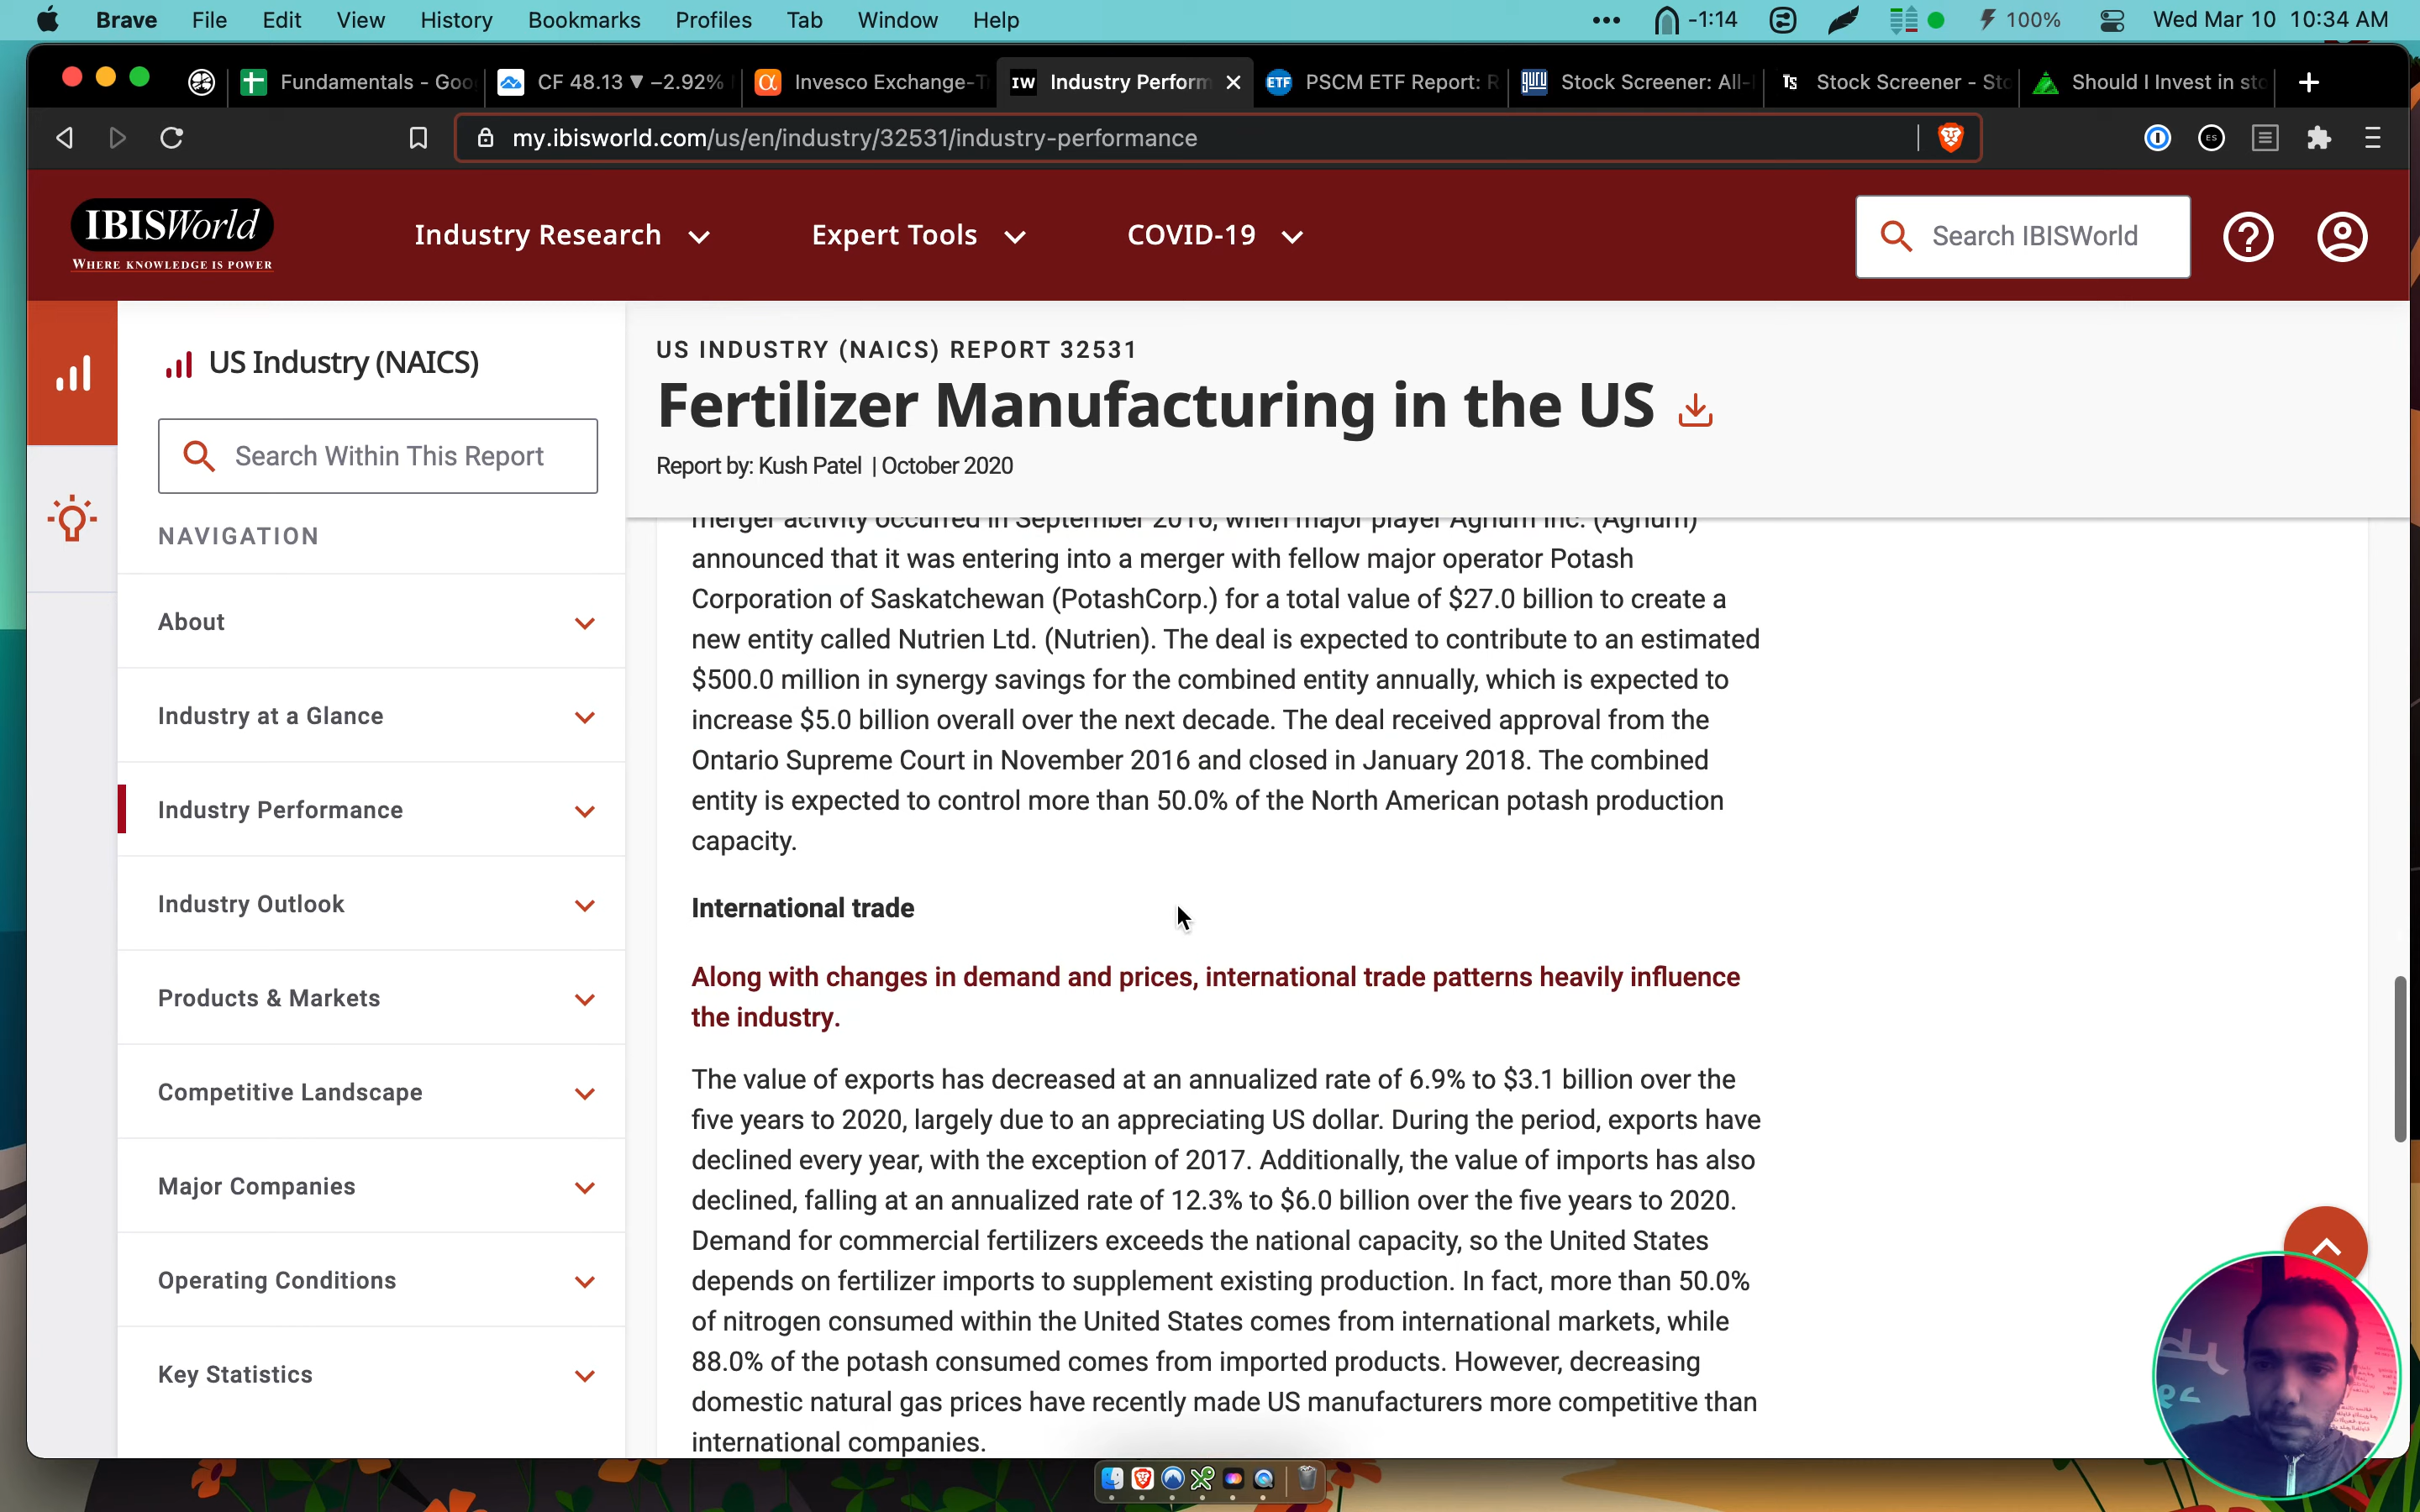 Brave File Edit View History Bookmarks Profiles Tab Window Help ••• -1:14 100% Wed Mar 10 10:34 AM
Fundamentals - Goo CF 48.13 ▼ −2.92% Invesco Exchange-T IW Industry Perform ETF PSCM ETF Report: R guru Stock Screener: All- TS Stock Screener - Sto Should I Invest in sto
my.ibisworld.com/us/en/industry/32531/industry-performance
IBISWorld
WHERE KNOWLEDGE IS POWER
Industry Research Expert Tools COVID-19 Search IBISWorld
US Industry (NAICS)
Search Within This Report
NAVIGATION
About
Industry at a Glance
Industry Performance
Industry Outlook
Products & Markets
Competitive Landscape
Major Companies
Operating Conditions
Key Statistics
US INDUSTRY (NAICS) REPORT 32531
Fertilizer Manufacturing in the US
Report by: Kush Patel | October 2020
merger activity occurred in September 2016, when major player Agrium Inc. (Agrium)
announced that it was entering into a merger with fellow major operator Potash
Corporation of Saskatchewan (PotashCorp.) for a total value of $27.0 billion to create a
new entity called Nutrien Ltd. (Nutrien). The deal is expected to contribute to an estimated
$500.0 million in synergy savings for the combined entity annually, which is expected to
increase $5.0 billion overall over the next decade. The deal received approval from the
Ontario Supreme Court in November 2016 and closed in January 2018. The combined
entity is expected to control more than 50.0% of the North American potash production
capacity.
International trade
Along with changes in demand and prices, international trade patterns heavily influence
the industry.
The value of exports has decreased at an annualized rate of 6.9% to $3.1 billion over the
five years to 2020, largely due to an appreciating US dollar. During the period, exports have
declined every year, with the exception of 2017. Additionally, the value of imports has also
declined, falling at an annualized rate of 12.3% to $6.0 billion over the five years to 2020.
Demand for commercial fertilizers exceeds the national capacity, so the United States
depends on fertilizer imports to supplement existing production. In fact, more than 50.0%
of nitrogen consumed within the United States comes from international markets, while
88.0% of the potash consumed comes from imported products. However, decreasing
domestic natural gas prices have recently made US manufacturers more competitive than
international companies.